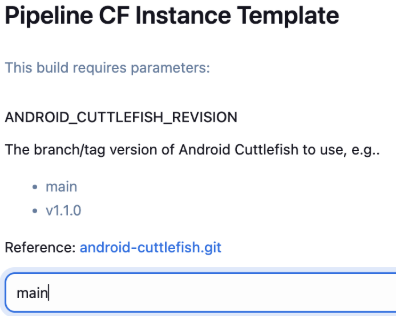 Pipeline CF Instance Template
This build requires parameters:
ANDROID_CUTTLEFISH_REVISION
The branch/tag version of Android Cuttlefish to use, e.g..
• main
• v1.1.0
Reference: android-cuttlefish.git
main